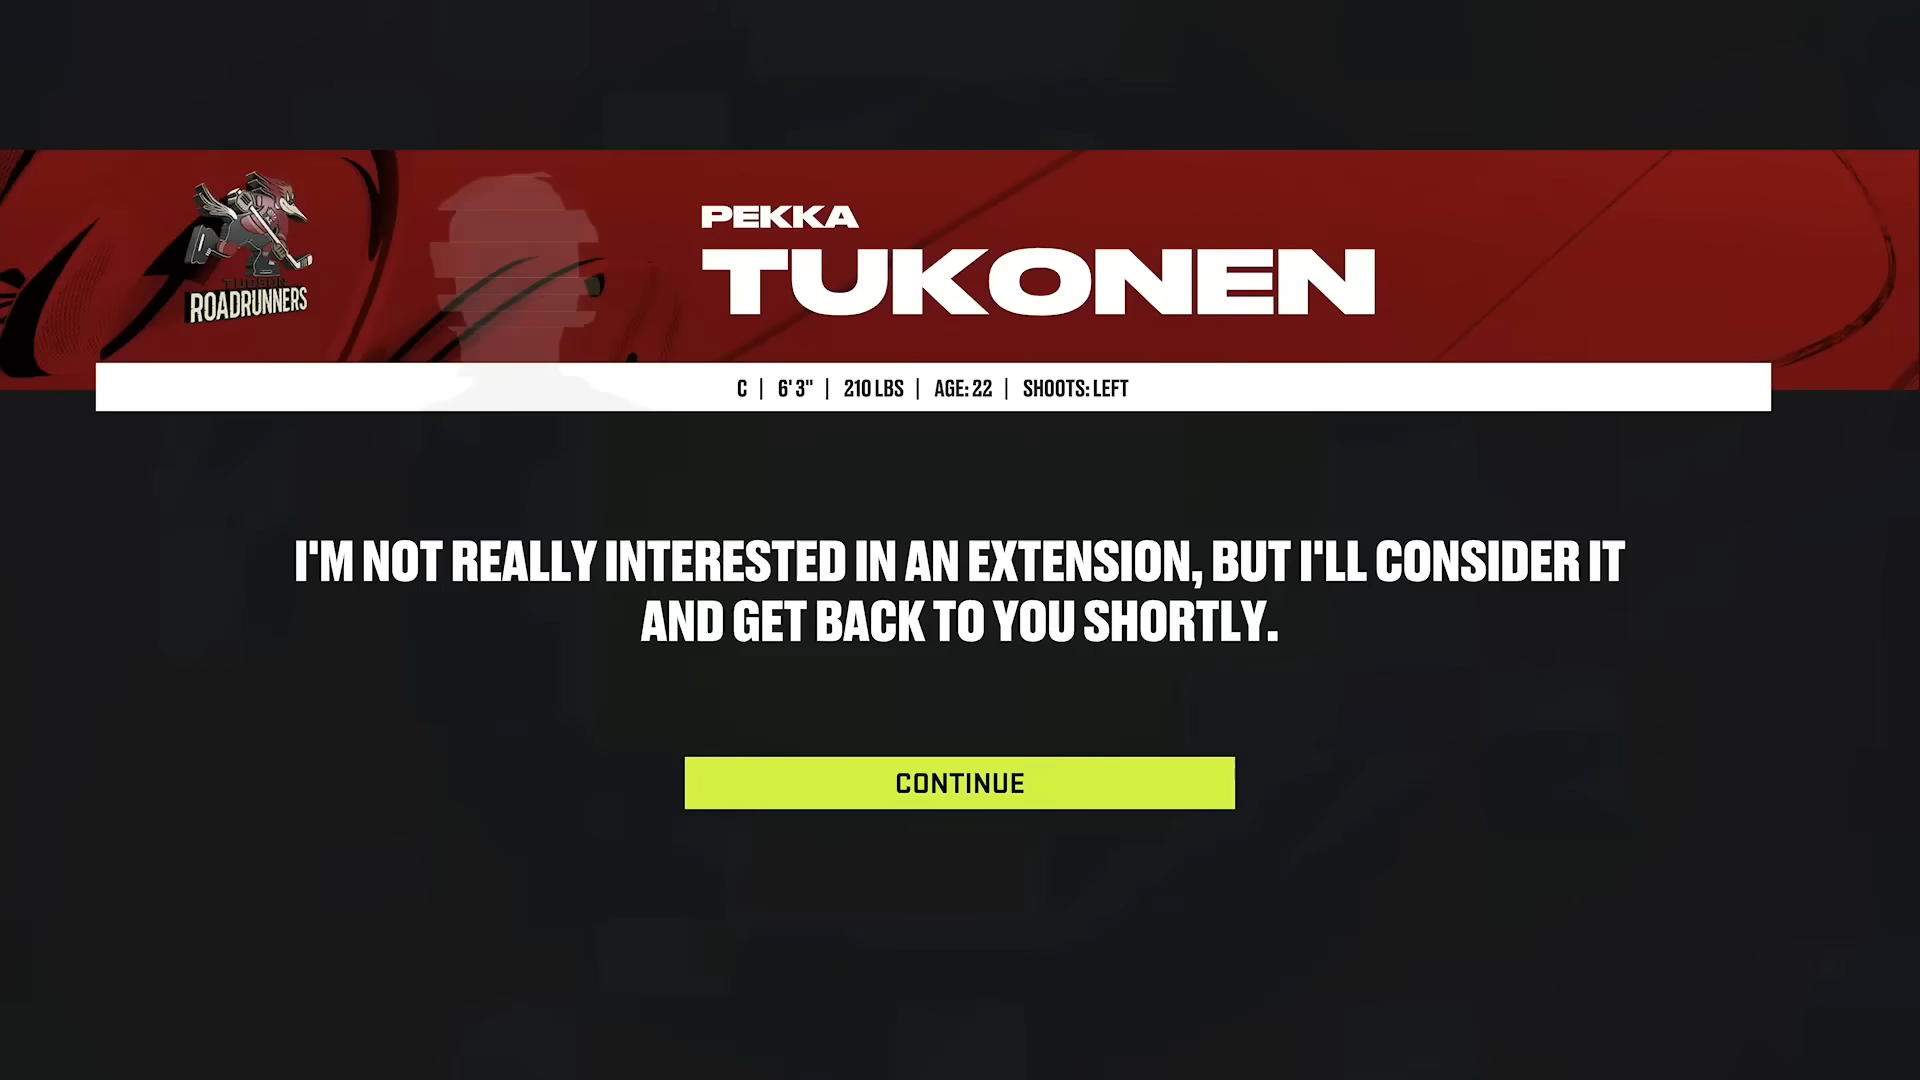 ROADRUNNERS
PEKKA
TUKONEN
C | 6' 3" | 210 LBS | AGE: 22 | SHOOTS: LEFT
I'M NOT REALLY INTERESTED IN AN EXTENSION, BUT I'LL CONSIDER IT
AND GET BACK TO YOU SHORTLY.
CONTINUE